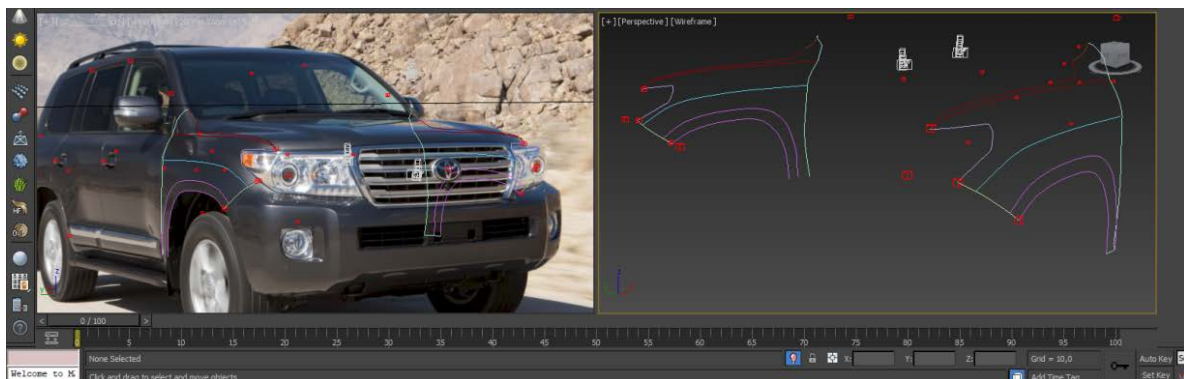 [+] [Perspective] [Wireframe]
0 / 100
0 5 10 15 20 25 30 35 40 45 50 55 60 65 70 75 80 85 90 95 100
None Selected
X: Y: Z:
Grid = 10,0
Auto Key
Welcome to M
Click and drag to select and move objects
Add Time Tag
Set Key